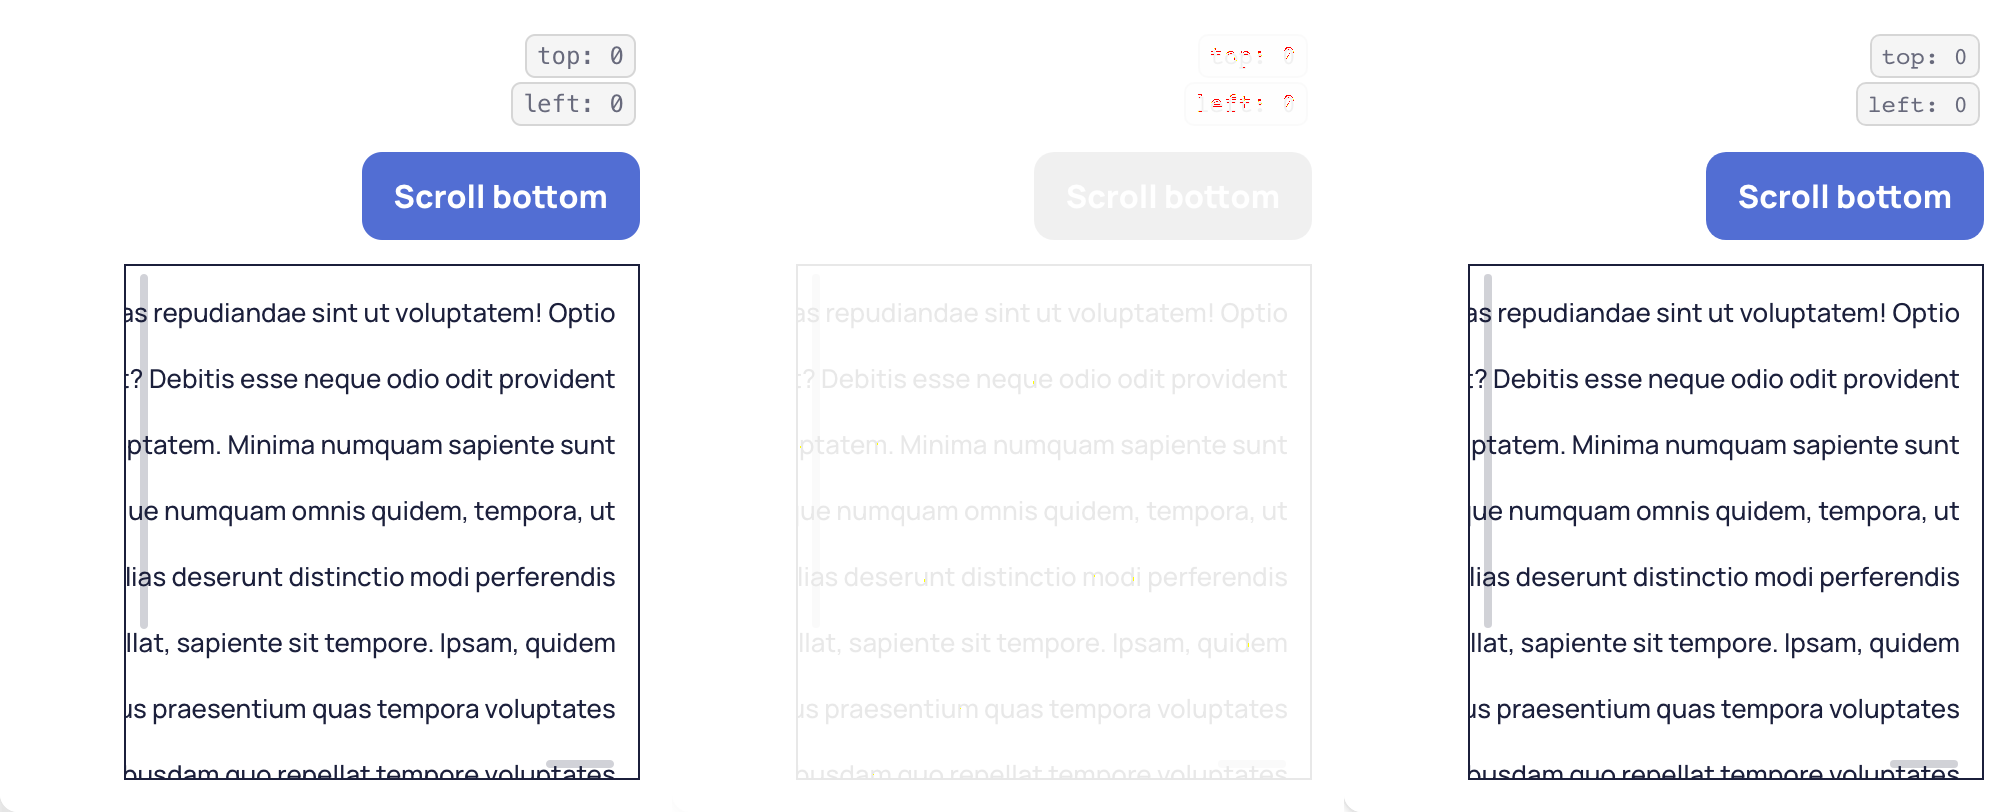 top: 0
left: 0
Scroll bottom
as repudiandae sint ut voluptatem! Optio
? Debitis esse neque odio odit provident
ptatem. Minima numquam sapiente sunt
ue numquam omnis quidem, tempora, ut
lias deserunt distinctio modi perferendis
llat, sapiente sit tempore. Ipsam, quidem
us praesentium quas tempora voluptates
ousdam quo repellat tempore voluptates
top: 0
left: 0
Scroll bottom
as repudiandae sint ut voluptatem! Optio
? Debitis esse neque odio odit provident
ptatem. Minima numquam sapiente sunt
ue numquam omnis quidem, tempora, ut
lias deserunt distinctio modi perferendis
llat, sapiente sit tempore. Ipsam, quidem
us praesentium quas tempora voluptates
ousdam quo repellat tempore voluptates
top: 0
left: 0
Scroll bottom
as repudiandae sint ut voluptatem! Optio
? Debitis esse neque odio odit provident
ptatem. Minima numquam sapiente sunt
ue numquam omnis quidem, tempora, ut
lias deserunt distinctio modi perferendis
llat, sapiente sit tempore. Ipsam, quidem
us praesentium quas tempora voluptates
ousdam quo repellat tempore voluptates